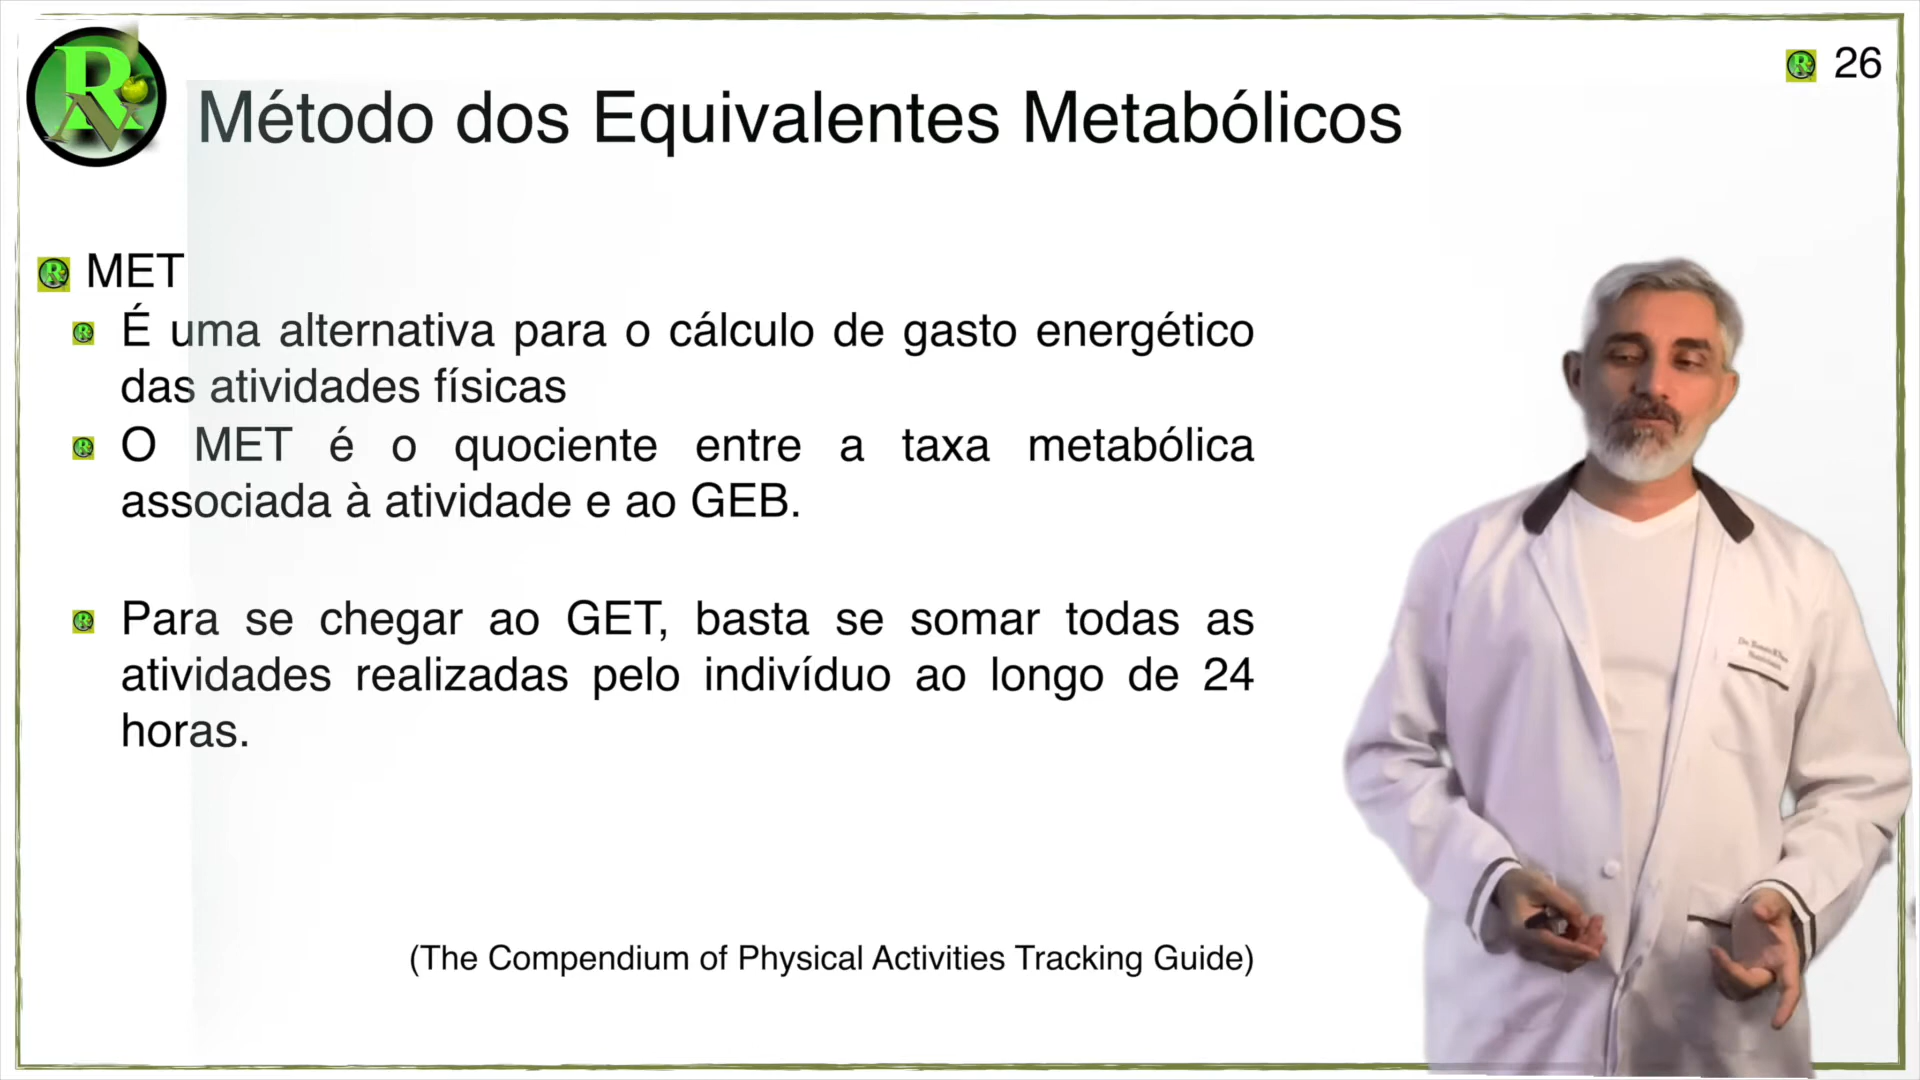 26
Método dos Equivalentes Metabólicos
MET
É uma alternativa para o cálculo de gasto energético
das atividades físicas
O MET é o quociente entre a taxa metabólica
associada à atividade e ao GEB.
Para se chegar ao GET, basta se somar todas as
atividades realizadas pelo indivíduo ao longo de 24
horas.
(The Compendium of Physical Activities Tracking Guide)